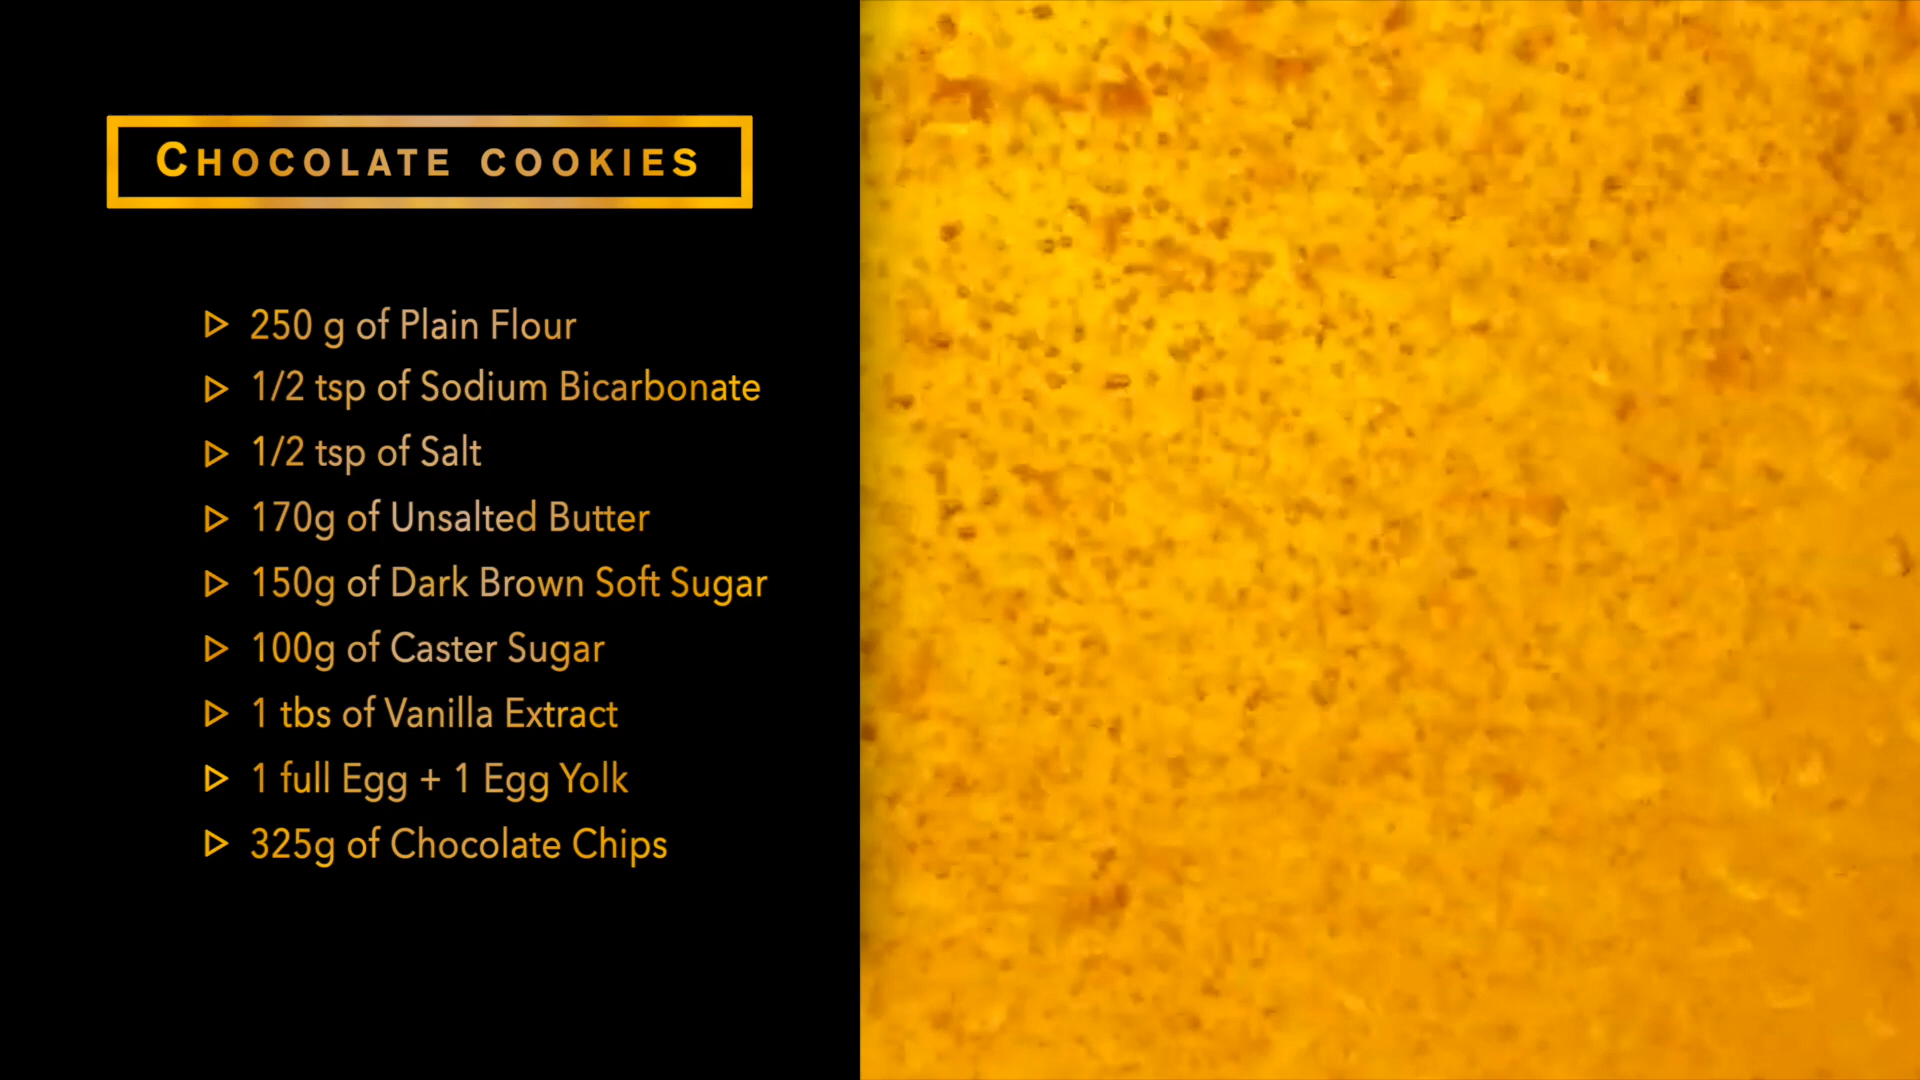 Chocolate cookies
250 g of Plain Flour
1/2 tsp of Sodium Bicarbonate
1/2 tsp of Salt
170g of Unsalted Butter
150g of Dark Brown Soft Sugar
100g of Caster Sugar
1 tbs of Vanilla Extract
1 full Egg + 1 Egg Yolk
325g of Chocolate Chips